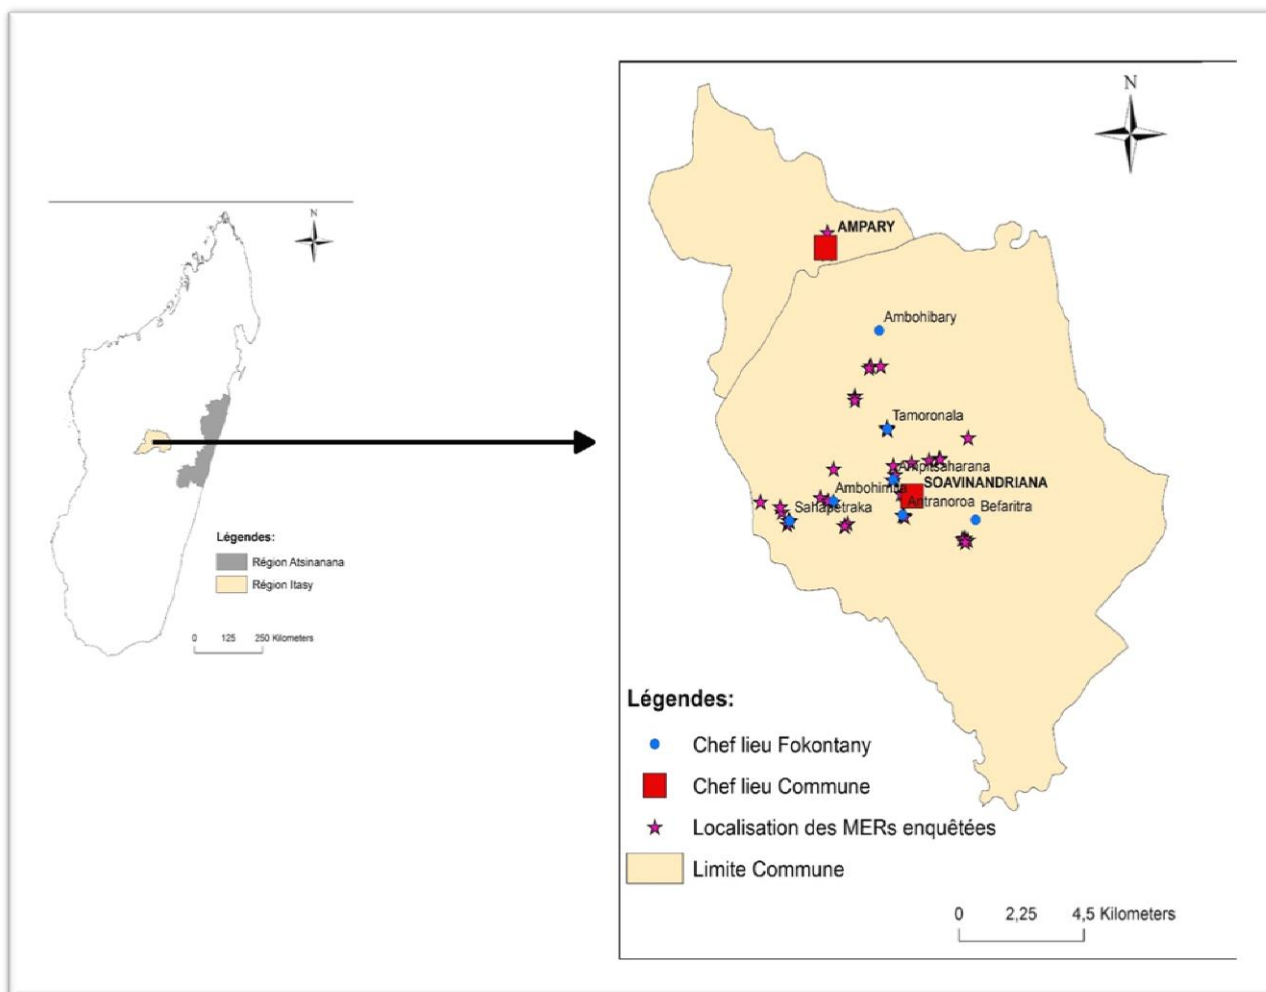 N
Légendes:
Région Atsinanana
Région Itasy
0 125 250 Kilometers
N
AMPARY
Ambohibary
Tamoronala
Ampitsaharana
SOAVINANDRIANA
Antranoroa
Befaritra
Sahapetraka
Légendes:
Chef lieu Fokontany
Chef lieu Commune
Localisation des MERs enquêtées
Limite Commune
0 2,25 4,5 Kilometers